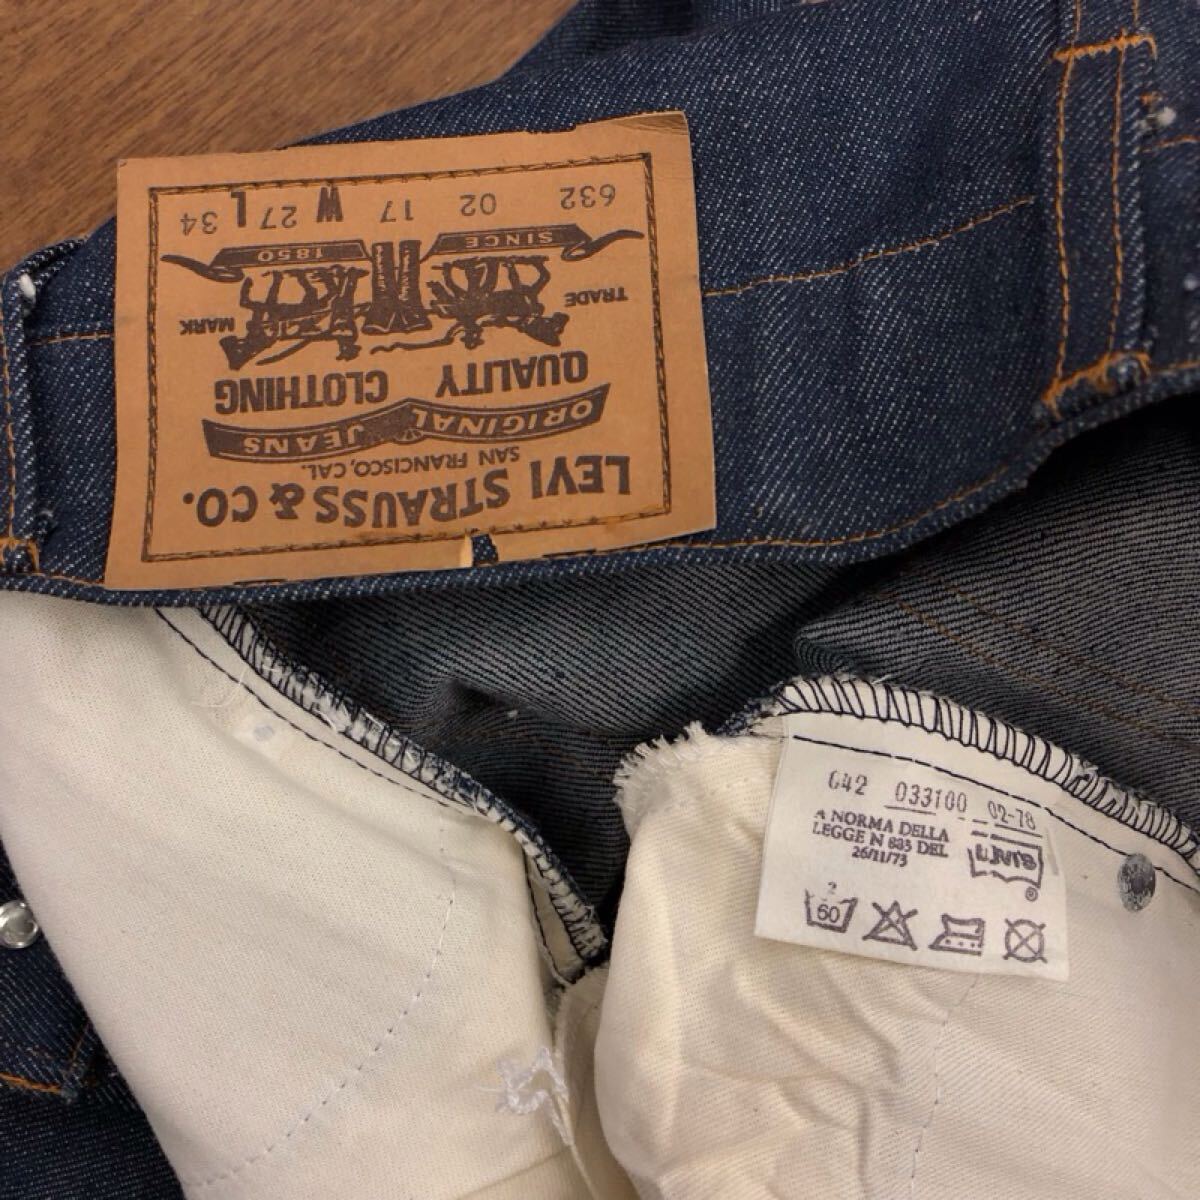 LEVI STRAUSS & CO.
SAN FRANCISCO, CAL.
ORIGINAL JEANS
QUALITY CLOTHING
TRADE MARK
SINCE 1850
632 02 17 W 27 L 34
642 033100 02-78
A NORMA DELLA
LEGGE N 883 DEL
26/11/73
Levi's
®
2
60